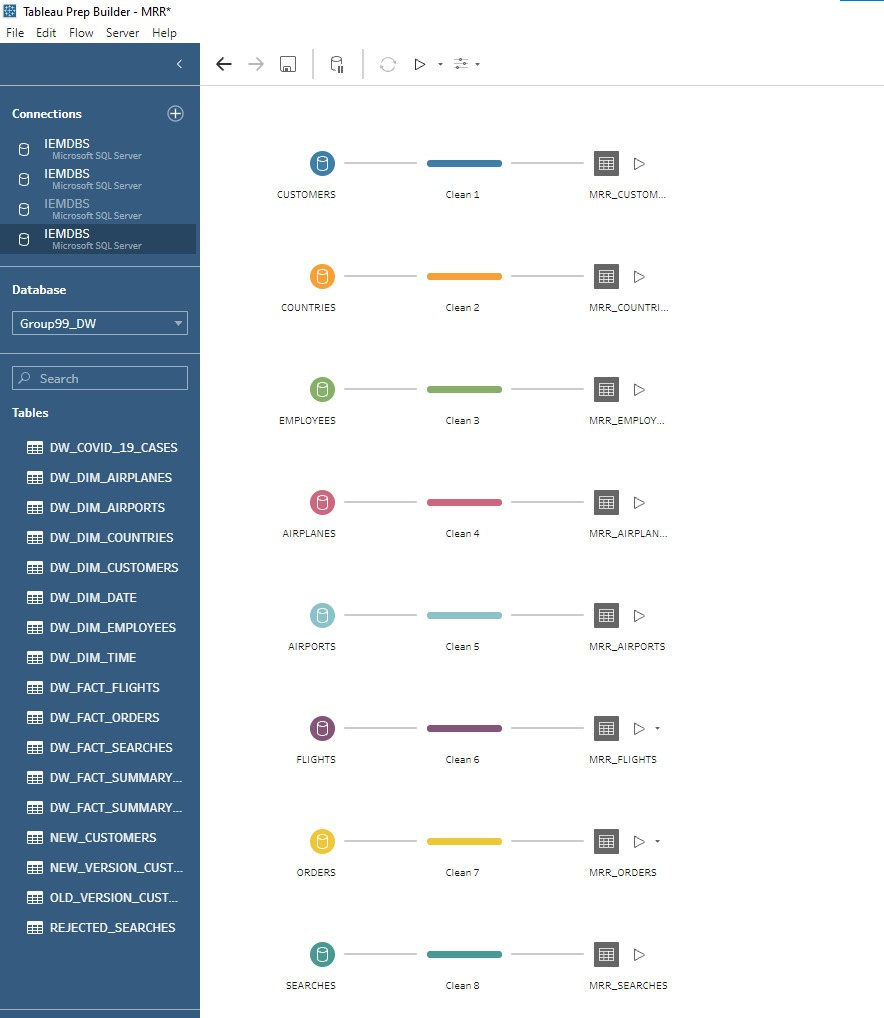 Tableau Prep Builder - MRR*
File Edit Flow Server Help
Connections
IEMDBS
Microsoft SQL Server
IEMDBS
Microsoft SQL Server
IEMDBS
Microsoft SQL Server
IEMDBS
Microsoft SQL Server
Database
Group99_DW
Search
Tables
DW_COVID_19_CASES
DW_DIM_AIRPLANES
DW_DIM_AIRPORTS
DW_DIM_COUNTRIES
DW_DIM_CUSTOMERS
DW_DIM_DATE
DW_DIM_EMPLOYEES
DW_DIM_TIME
DW_FACT_FLIGHTS
DW_FACT_ORDERS
DW_FACT_SEARCHES
DW_FACT_SUMMARY...
DW_FACT_SUMMARY...
NEW_CUSTOMERS
NEW_VERSION_CUST...
OLD_VERSION_CUST...
REJECTED_SEARCHES
CUSTOMERS Clean 1 MRR_CUSTOM...
COUNTRIES Clean 2 MRR_COUNTRI...
EMPLOYEES Clean 3 MRR_EMPLOY...
AIRPLANES Clean 4 MRR_AIRPLAN...
AIRPORTS Clean 5 MRR_AIRPORTS
FLIGHTS Clean 6 MRR_FLIGHTS
ORDERS Clean 7 MRR_ORDERS
SEARCHES Clean 8 MRR_SEARCHES